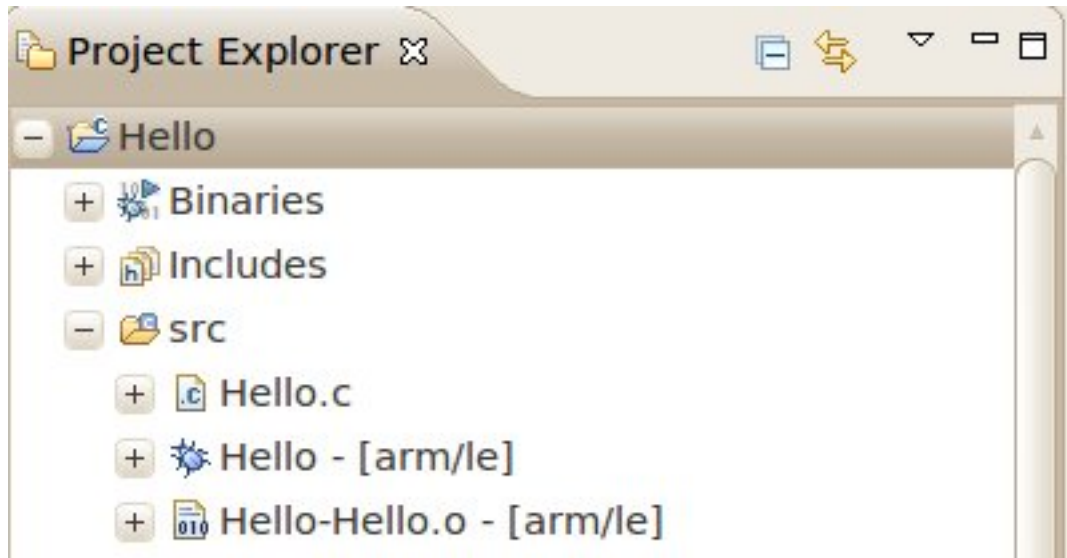 Project Explorer
Hello
Binaries
Includes
src
Hello.c
Hello - [arm/le]
Hello-Hello.o - [arm/le]